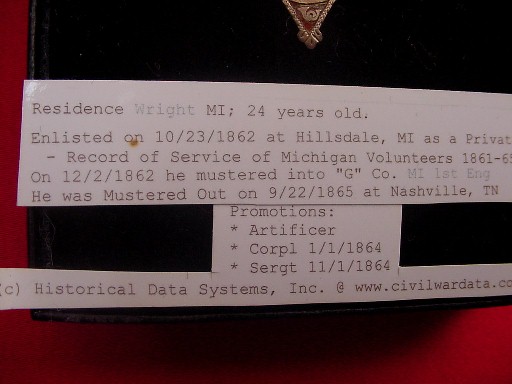 Residence Wright MI; 24 years old.
Enlisted on 10/23/1862 at Hillsdale, MI as a Privat
- Record of Service of Michigan Volunteers 1861-65
On 12/2/1862 he mustered into "G" Co. MI 1st Eng
He was Mustered Out on 9/22/1865 at Nashville, TN
Promotions:
* Artificer
* Corpl 1/1/1864
* Sergt 11/1/1864
(c) Historical Data Systems, Inc. @ www.civilwardata.co